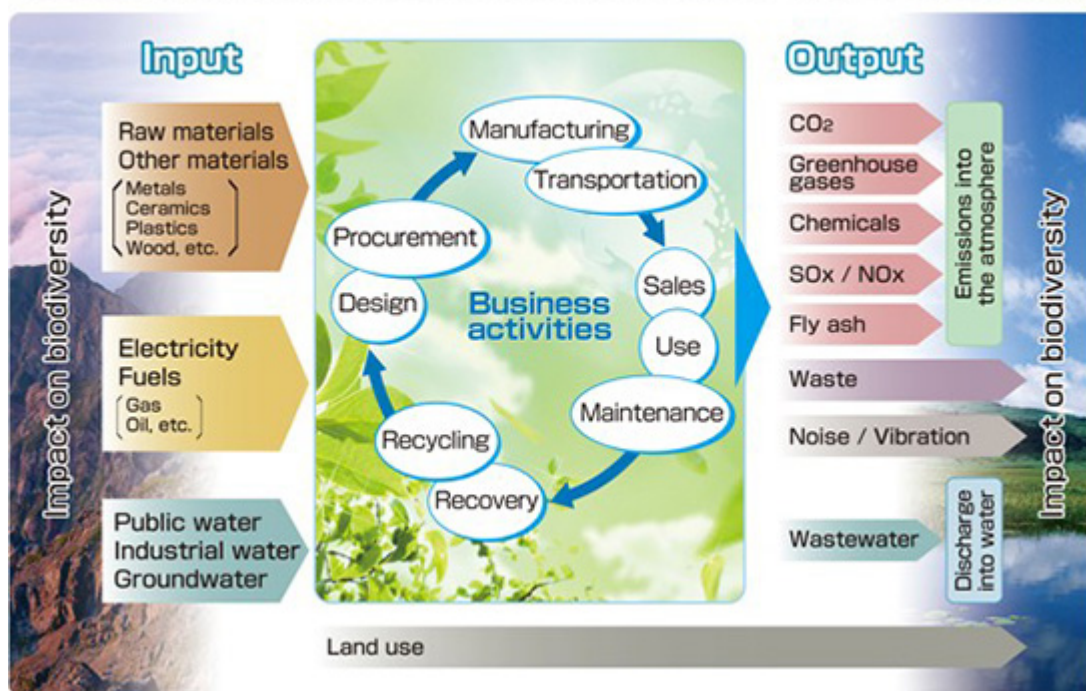 Input
Output
Impact on biodiversity
Raw materials
Other materials
Metals
Ceramics
Plastics
Wood, etc.
Electricity
Fuels
Gas
Oil, etc.
Public water
Industrial water
Groundwater
Manufacturing
Transportation
Procurement
Design
Sales
Use
Business
activities
Maintenance
Recycling
Recovery
CO₂
Greenhouse
gases
Chemicals
SOx / NOx
Fly ash
Emissions into
the atmosphere
Waste
Noise / Vibration
Wastewater
Discharge
into water
Impact on biodiversity
Land use